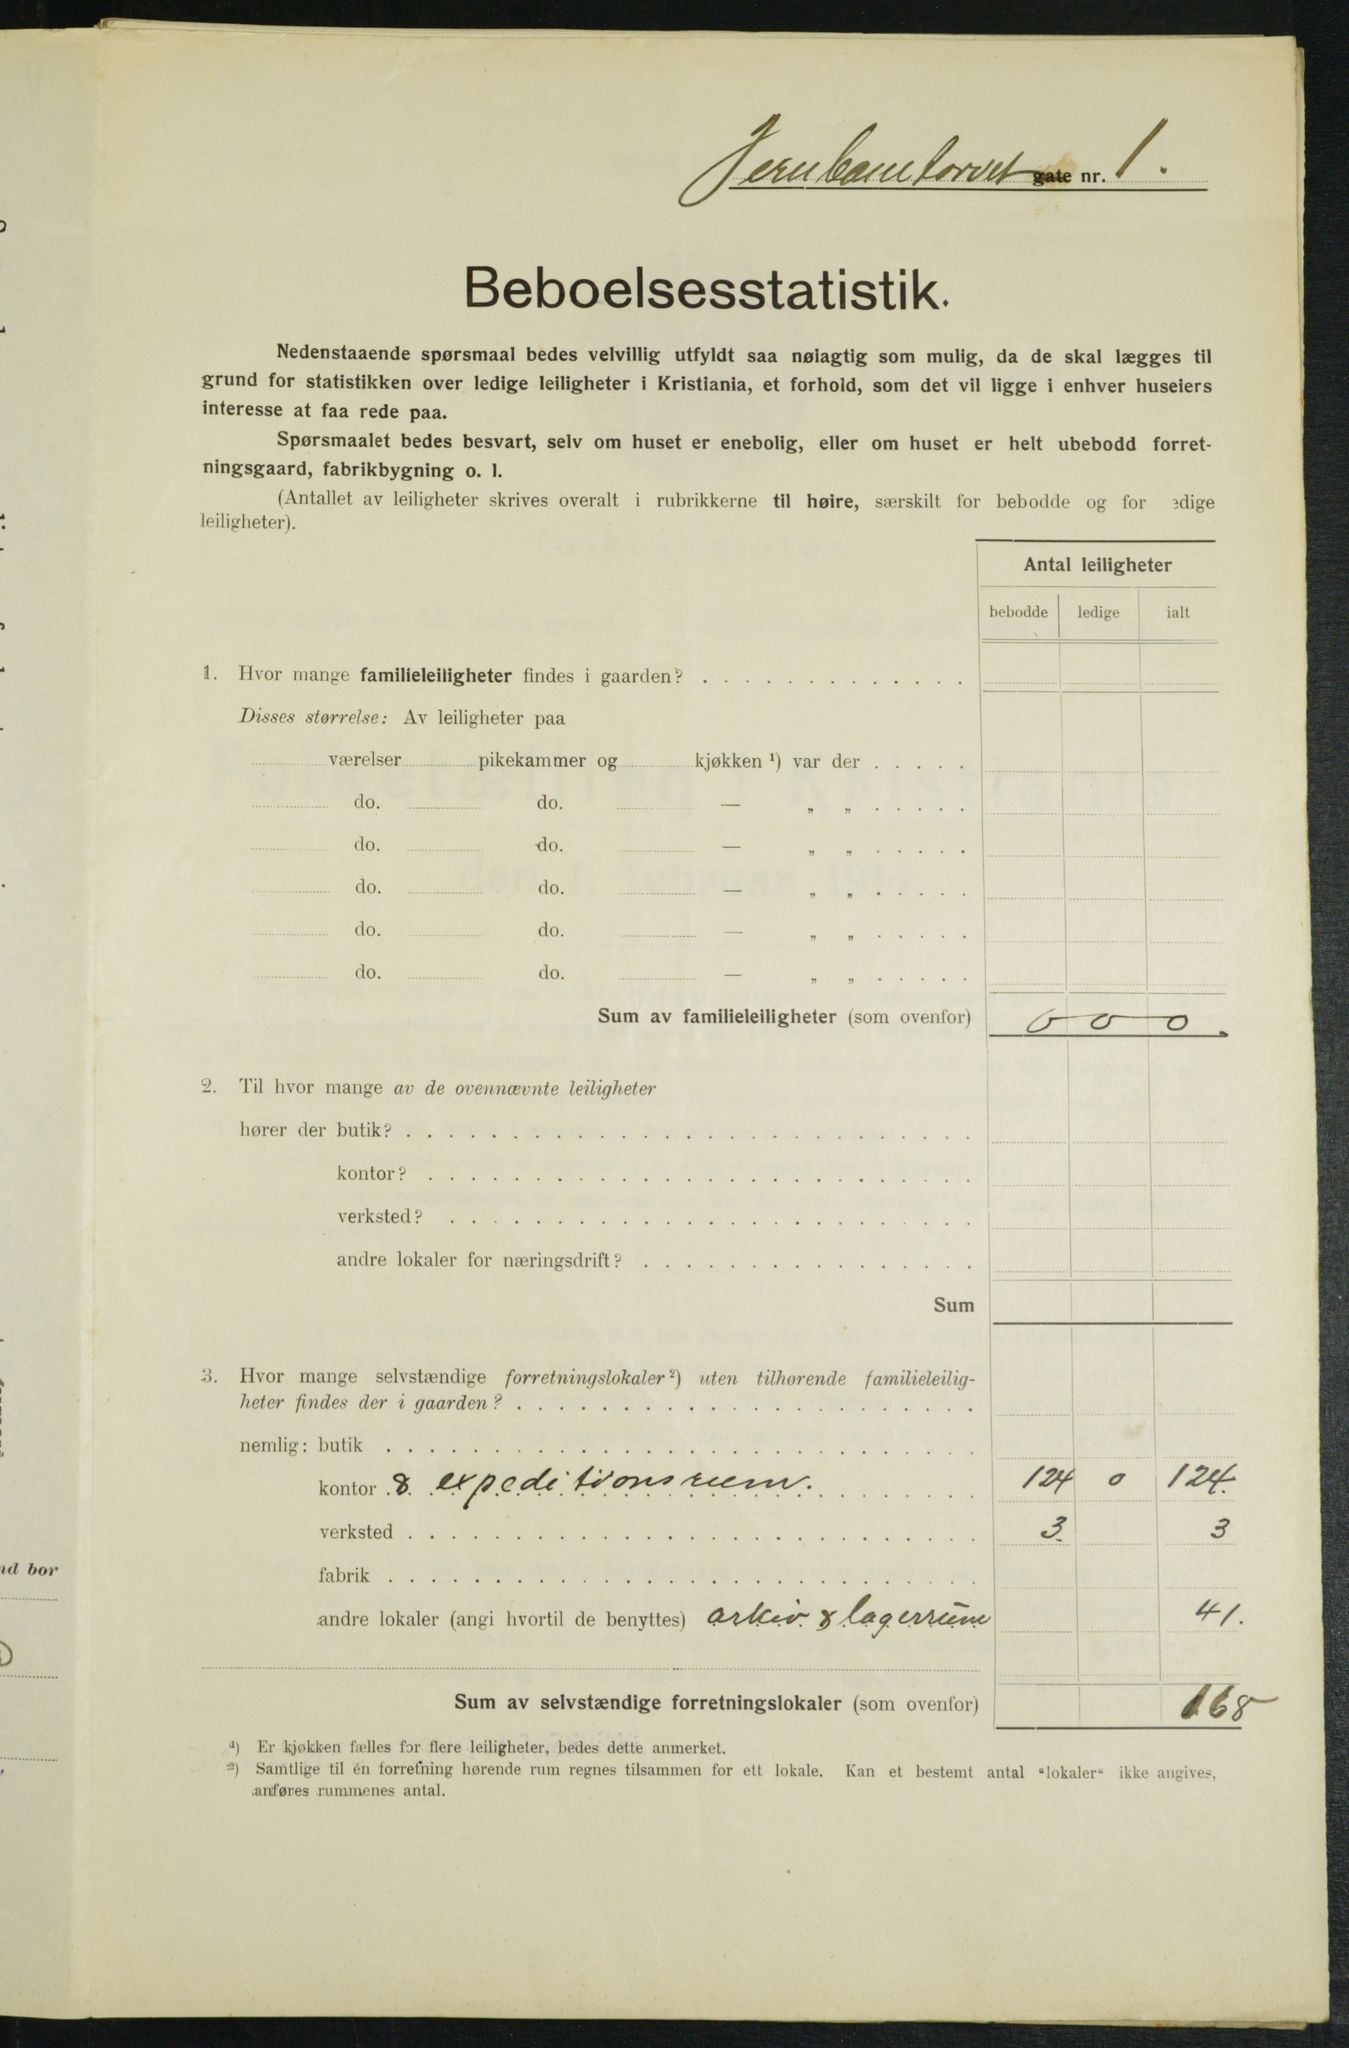 Jernbanetorvet gate nr. 1.
Beboelsesstatistik.
Nedenstaaende spørsmaal bedes velvillig utfyldt saa nøiagtig som mulig, da de skal lægges til
grund for statistikken over ledige leiligheter i Kristiania, et forhold, som det vil ligge i enhver huseiers
interesse at faa rede paa.
Spørsmaalet bedes besvart, selv om huset er enebolig, eller om huset er helt ubebodd forret-
ningsgaard, fabrikbygning o. l.
(Antallet av leiligheter skrives overalt i rubrikkerne til høire, særskilt for bebodde og for edige
leiligheter).
Antal leiligheter
bebodde ledige ialt
1. Hvor mange familieleiligheter findes i gaarden? . . . . . . . . . . . . .
Disses størrelse: Av leiligheter paa
værelser pikekammer og kjøkken ¹) var der . . . . .
do. do. — „ „ . . . . .
do. do. — „ „ . . . . .
do. do. — „ „ . . . . .
do. do. — „ „ . . . . .
do. do. — „ „ . . . . .
Sum av familieleiligheter (som ovenfor) 0 0 0.
2. Til hvor mange av de ovennævnte leiligheter
hører der butik? . . . . . . . . . . . . . . . . . . . . . . . . . . .
kontor? . . . . . . . . . . . . . . . . . . . . . . . . . .
verksted? . . . . . . . . . . . . . . . . . . . . . . . . .
andre lokaler for næringsdrift? . . . . . . . . . . . . . . . .
Sum
3. Hvor mange selvstændige forretningslokaler ²) uten tilhørende familieleilig-
heter findes der i gaarden? . . . . . . . . . . . . . . . . . . . . . .
nemlig: butik . . . . . . . . . . . . . . . . . . . . . . . . . . . .
kontor & expeditionsrum. . . . . . . . . 124 0 124.
verksted . . . . . . . . . . . . . . . . . . . . . . . . . . . 3. 3
fabrik . . . . . . . . . . . . . . . . . . . . . . . . . . . .
andre lokaler (angi hvortil de benyttes) arkiv & lagerrum 41.
Sum av selvstændige forretningslokaler (som ovenfor) 168
¹) Er kjøkken fælles for flere leiligheter, bedes dette anmerket.
²) Samtlige til én forretning hørende rum regnes tilsammen for ett lokale. Kan et bestemt antal "lokaler" ikke angives,
anføres rummenes antal.
nd bor